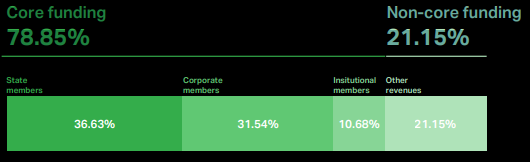 Core funding
Non-core funding
78.85%
21.15%
State
members
Corporate
members
Insitutional
members
Other
revenues
36.63%
31.54%
10.68%
21.15%